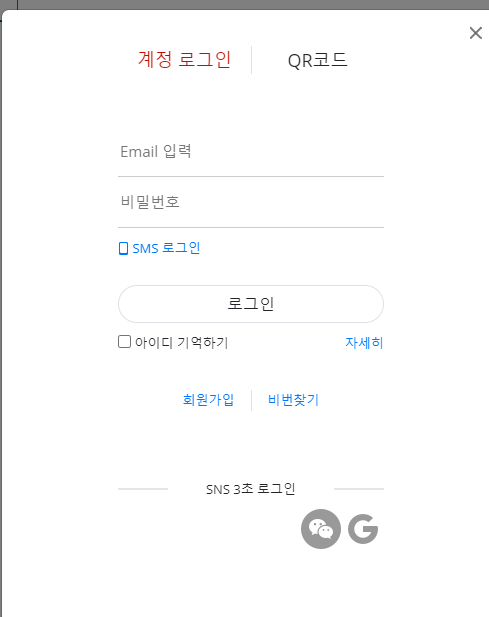 계정 로그인 QR코드
Email 입력
비밀번호
SMS 로그인
로그인
아이디 기억하기 자세히
회원가입 비번찾기
SNS 3초 로그인
G